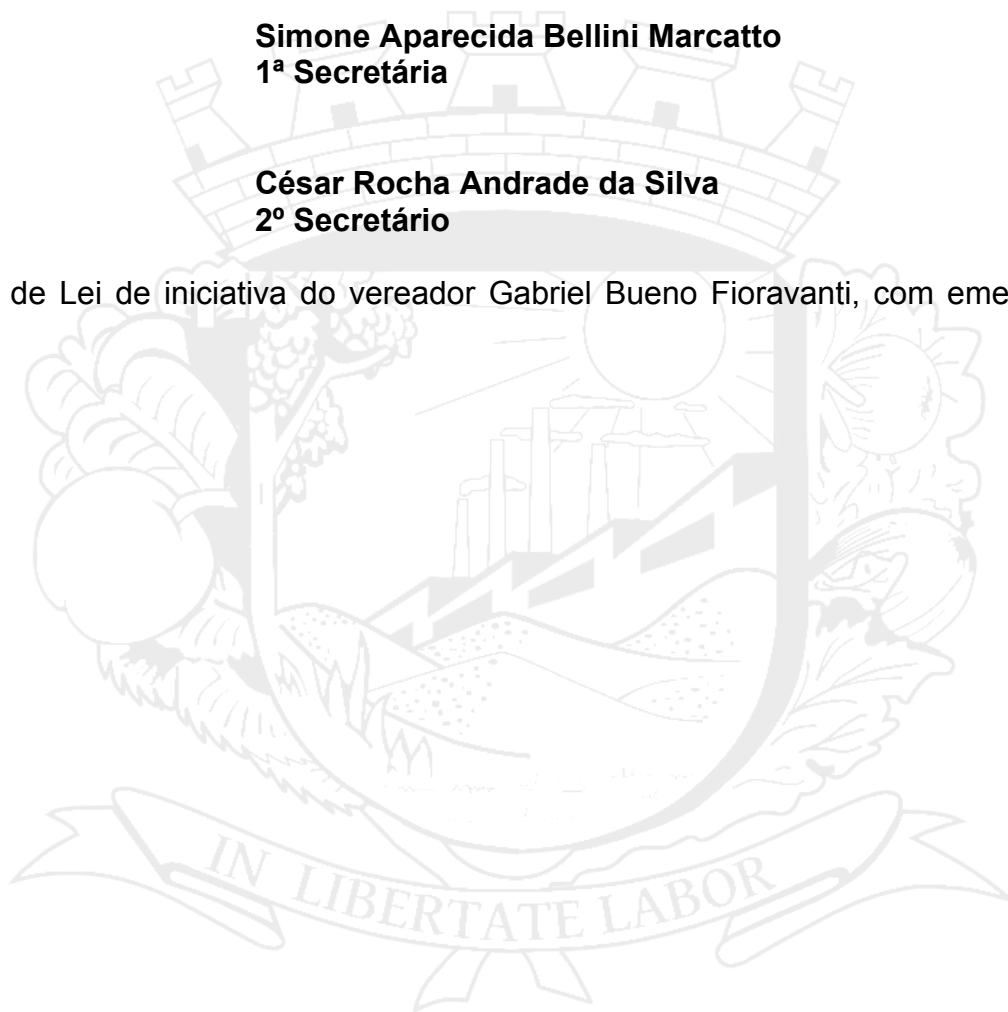 Simone Aparecida Bellini Marcatto
1ª Secretária
César Rocha Andrade da Silva
2º Secretário
de Lei de iniciativa do vereador Gabriel Bueno Fioravanti, com eme
IN LIBERTATE LABOR